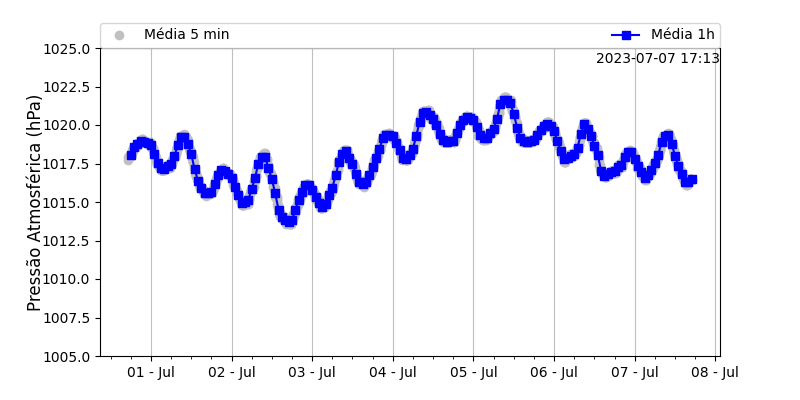 Média 5 min
Média 1h
2023-07-07 17:13
Pressão Atmosférica (hPa)
1025.0
1022.5
1020.0
1017.5
1015.0
1012.5
1010.0
1007.5
1005.0
01 - Jul
02 - Jul
03 - Jul
04 - Jul
05 - Jul
06 - Jul
07 - Jul
08 - Jul